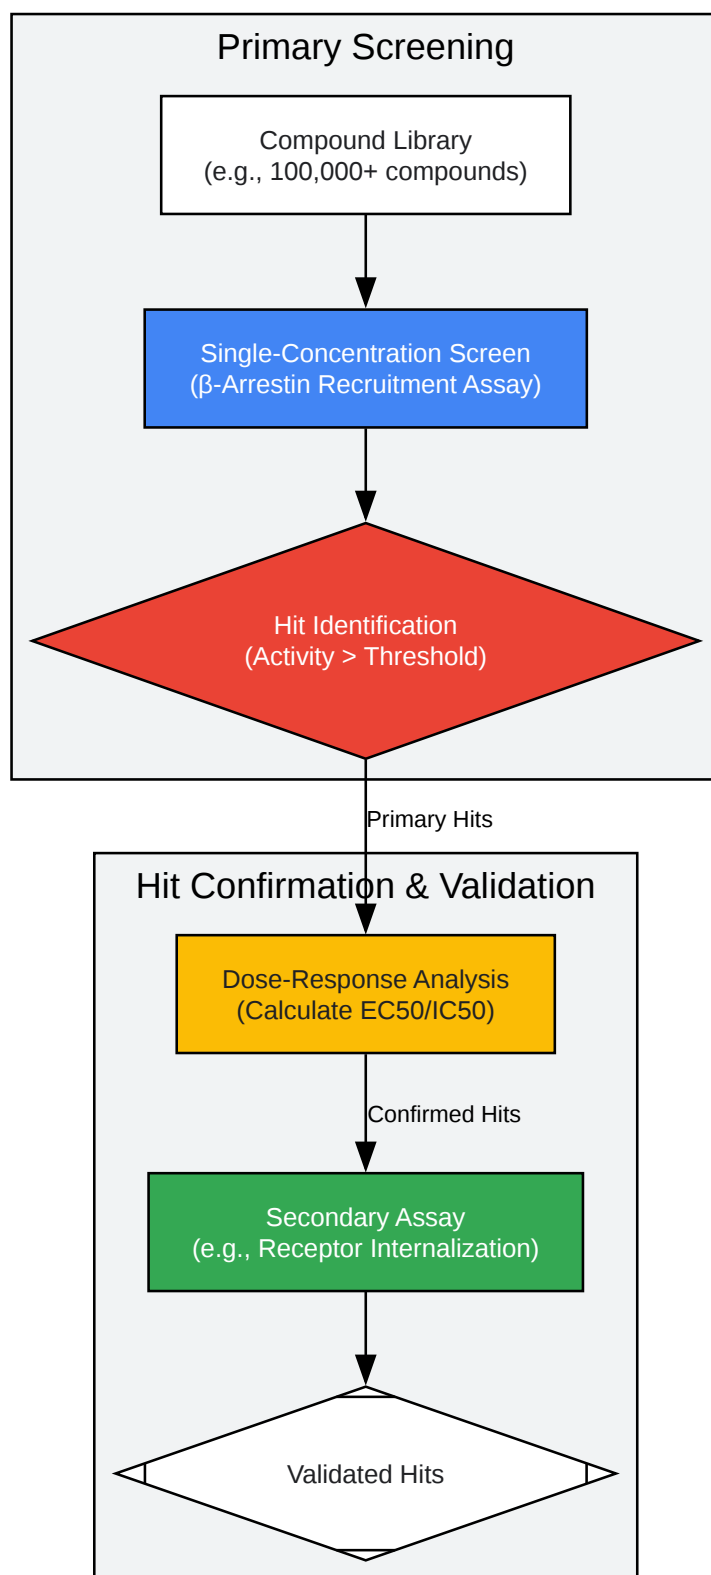 Primary Screening
Compound Library
(e.g., 100,000+ compounds)
Single-Concentration Screen
(β-Arrestin Recruitment Assay)
Hit Identification
(Activity > Threshold)
Primary Hits
Hit Confirmation & Validation
Dose-Response Analysis
(Calculate EC50/IC50)
Confirmed Hits
Secondary Assay
(e.g., Receptor Internalization)
Validated Hits